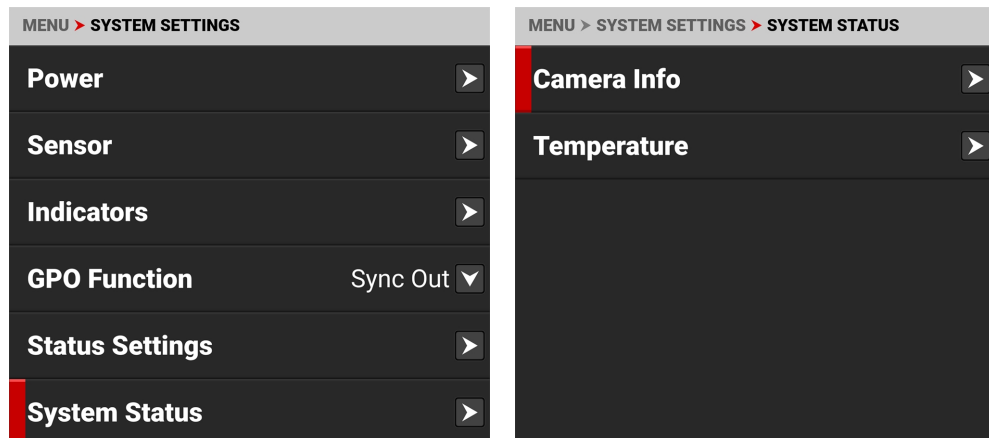 MENU ➤ SYSTEM SETTINGS
Power
Sensor
Indicators
GPO Function Sync Out
Status Settings
System Status
MENU ➤ SYSTEM SETTINGS ➤ SYSTEM STATUS
Camera Info
Temperature